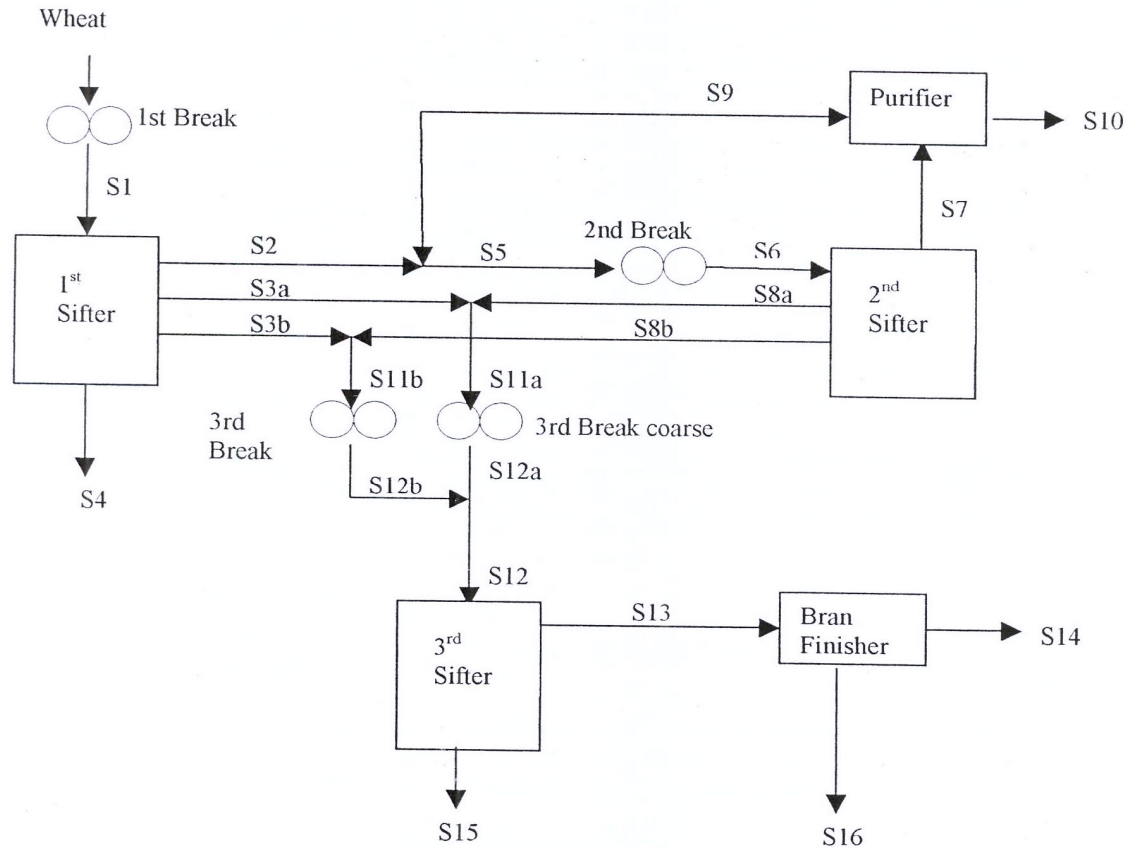 Wheat
1st Break
S1
S9
Purifier
S10
S7
1st
Sifter
S2
S5
2nd Break
S6
2nd
Sifter
S3a
S8a
S3b
S8b
S11b
S11a
3rd
Break
3rd Break coarse
S12b
S12a
S4
S12
3rd
Sifter
S13
Bran
Finisher
S14
S15
S16